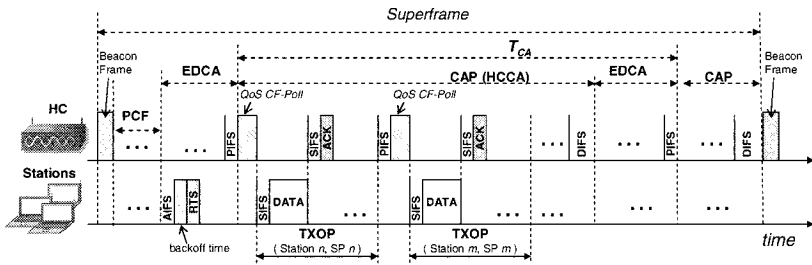 Superframe
Beacon
Frame
T_CA
Beacon
Frame
EDCA
CAP (HCCA)
EDCA
CAP
QoS CF-Poll
QoS CF-Poll
HC
PCF
... ...
PIFS
SIFS
ACK
PIFS
SIFS
ACK
...
DIFS
...
PIFS
...
DIFS
Stations
...
AIFS
RTS
SIFS
DATA
...
SIFS
DATA
...
...
...
...
backoff time
TXOP
( Station n, SP n )
TXOP
( Station m, SP m )
time